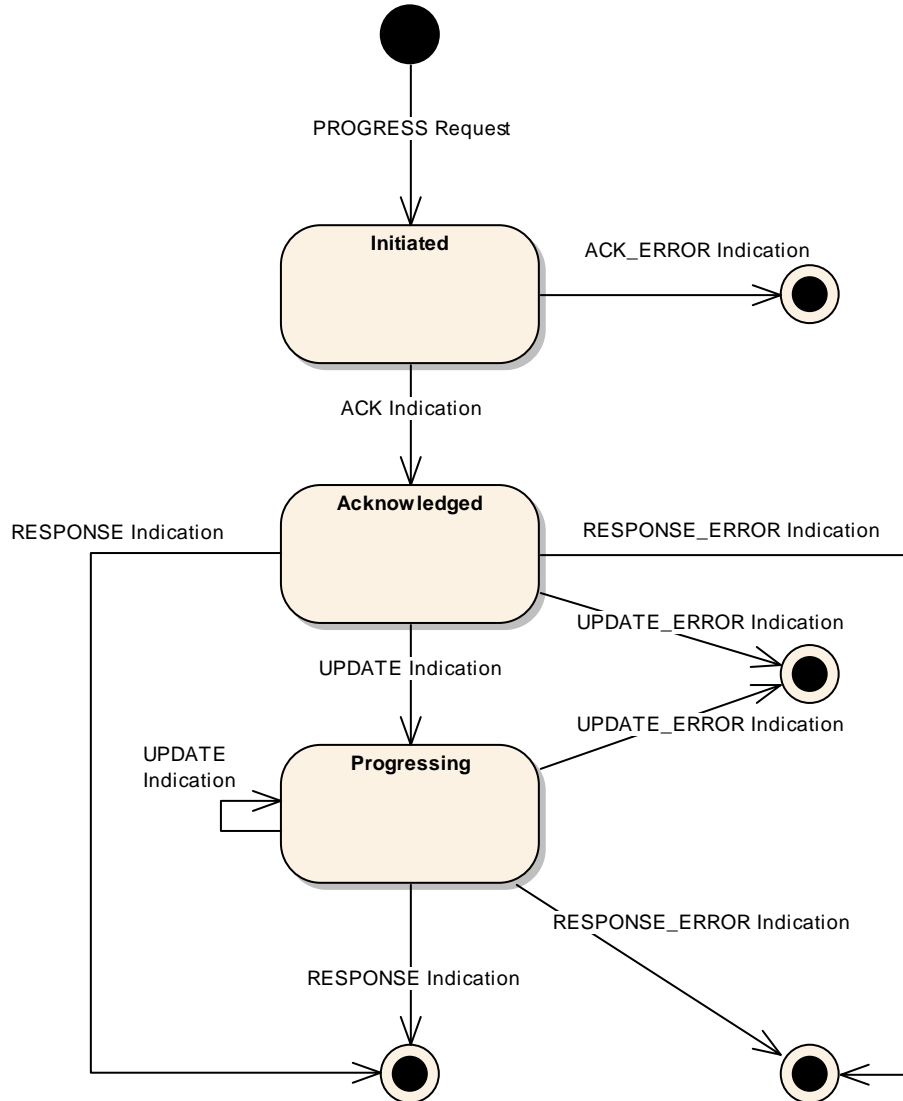 PROGRESS Request
Initiated
ACK_ERROR Indication
ACK Indication
Acknowledged
RESPONSE Indication
RESPONSE_ERROR Indication
UPDATE_ERROR Indication
UPDATE Indication
UPDATE_ERROR Indication
Progressing
UPDATE
Indication
RESPONSE_ERROR Indication
RESPONSE Indication